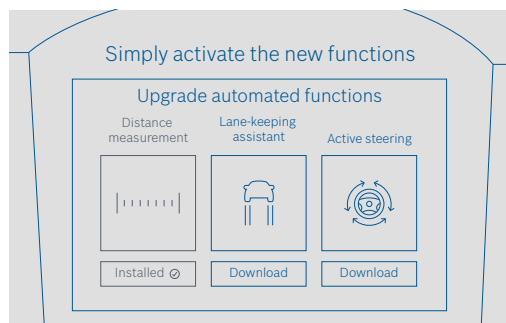 Simply activate the new functions
Upgrade automated functions
Distance
measurement
Lane-keeping
assistant
Active steering
Installed
Download
Download